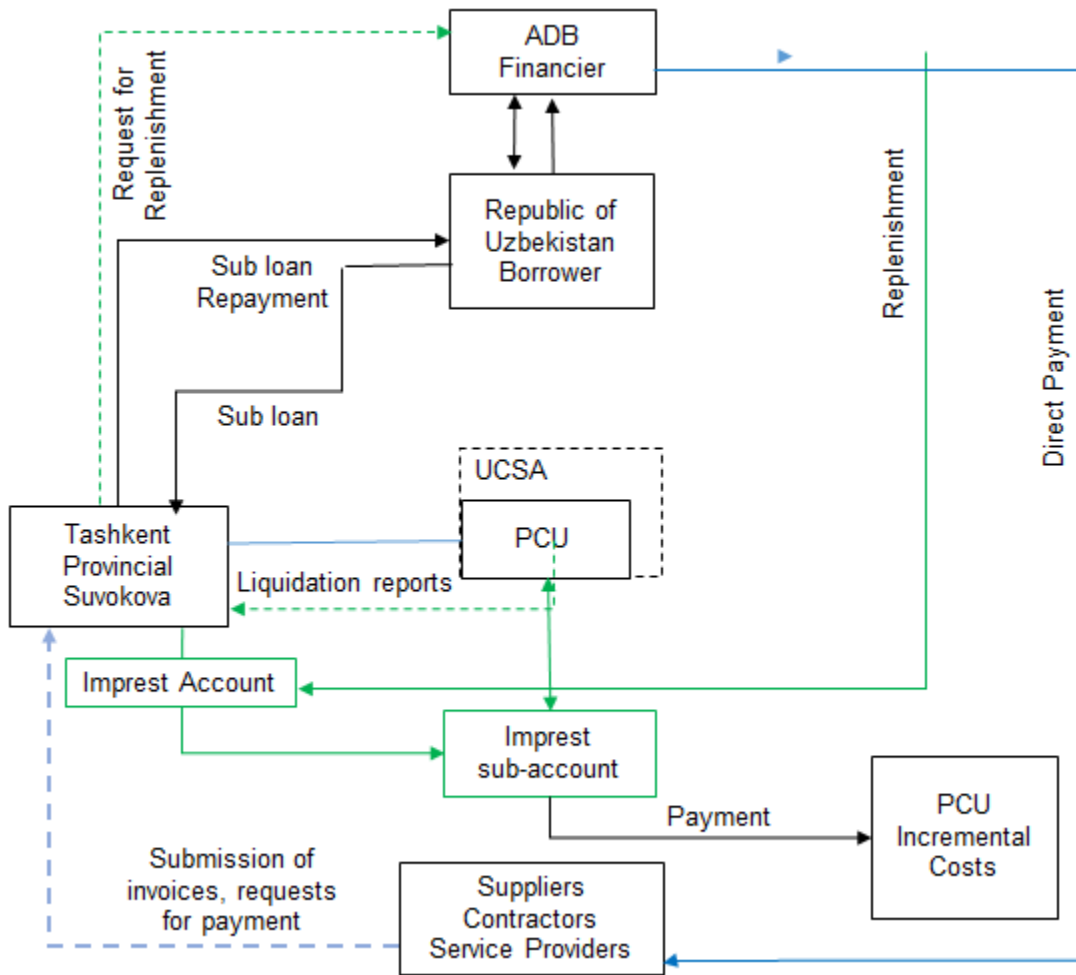 ADB
Financier
Request for
Replenishment
Republic of
Uzbekistan
Borrower
Sub loan
Repayment
Replenishment
Direct Payment
Sub loan
UCSA
PCU
Tashkent
Provincial
Suvokova
Liquidation reports
Imprest Account
Imprest
sub-account
Payment
PCU
Incremental
Costs
Submission of
invoices, requests
for payment
Suppliers
Contractors
Service Providers